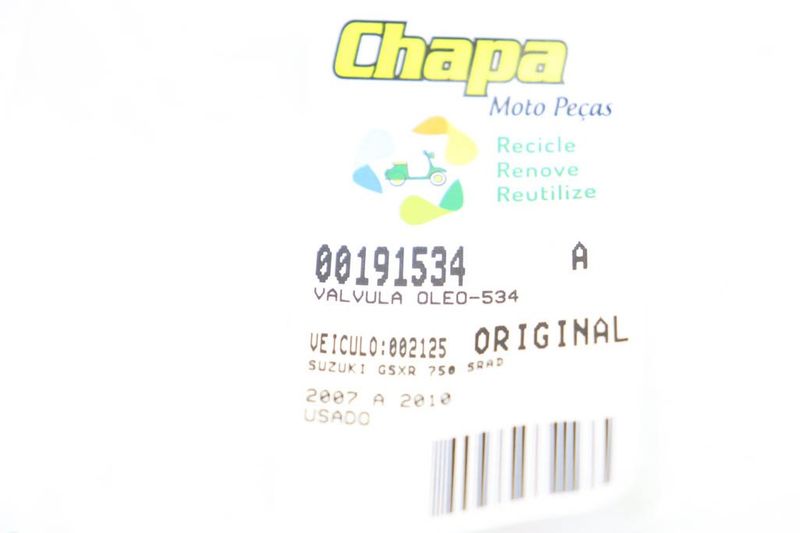 Chapa
Moto Peças
Recicle
Renove
Reutilize
00191534 A
VALVULA OLEO-534
VEICULO:002125 ORIGINAL
SUZUKI GSXR 750 SRAD
2007 A 2010
USADO